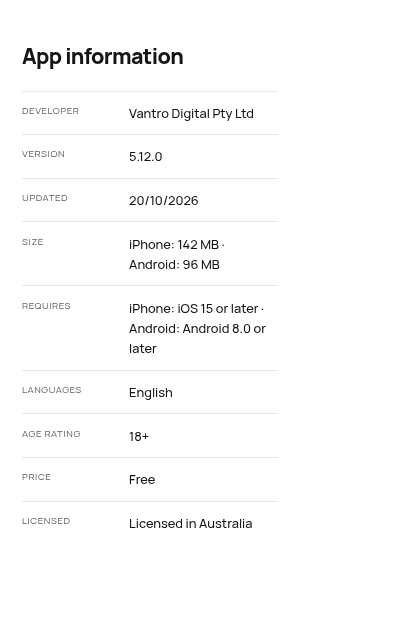 App information
DEVELOPER
Vantro Digital Pty Ltd
VERSION
5.12.0
UPDATED
20/10/2026
SIZE
iPhone: 142 MB ·
Android: 96 MB
REQUIRES
iPhone: iOS 15 or later ·
Android: Android 8.0 or
later
LANGUAGES
English
AGE RATING
18+
PRICE
Free
LICENSED
Licensed in Australia